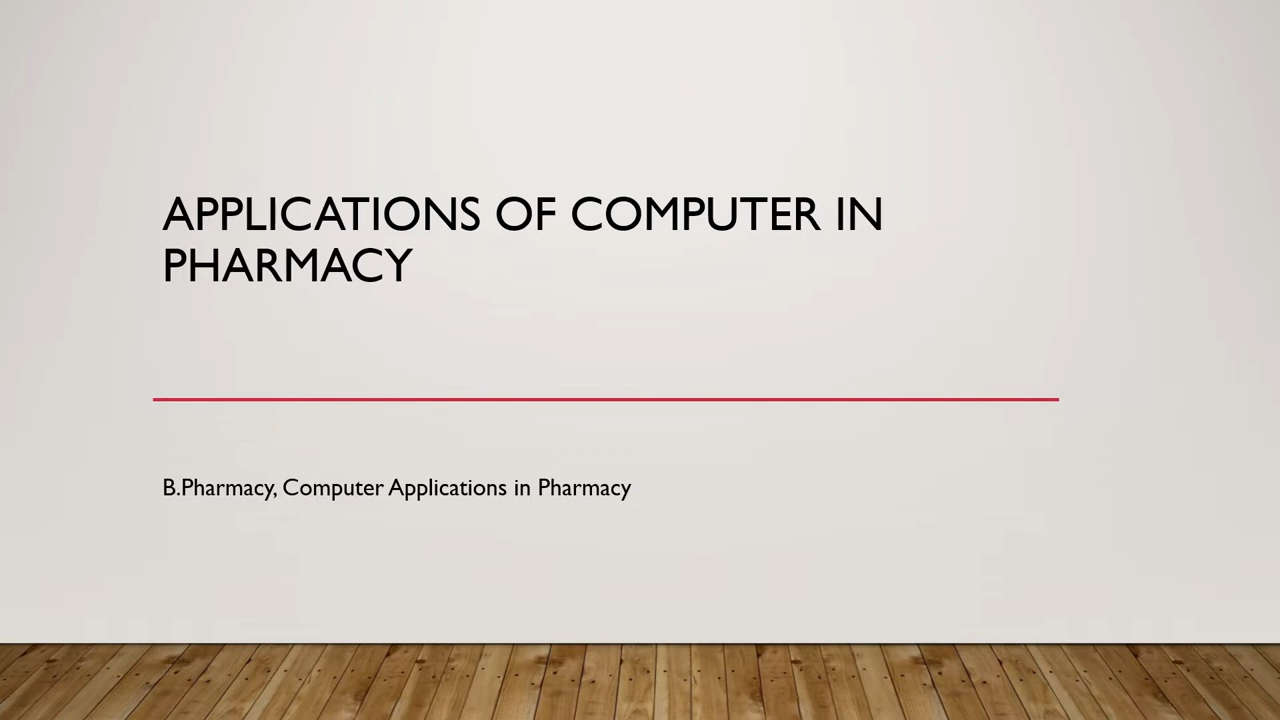 APPLICATIONS OF COMPUTER IN
PHARMACY
B.Pharmacy, Computer Applications in Pharmacy